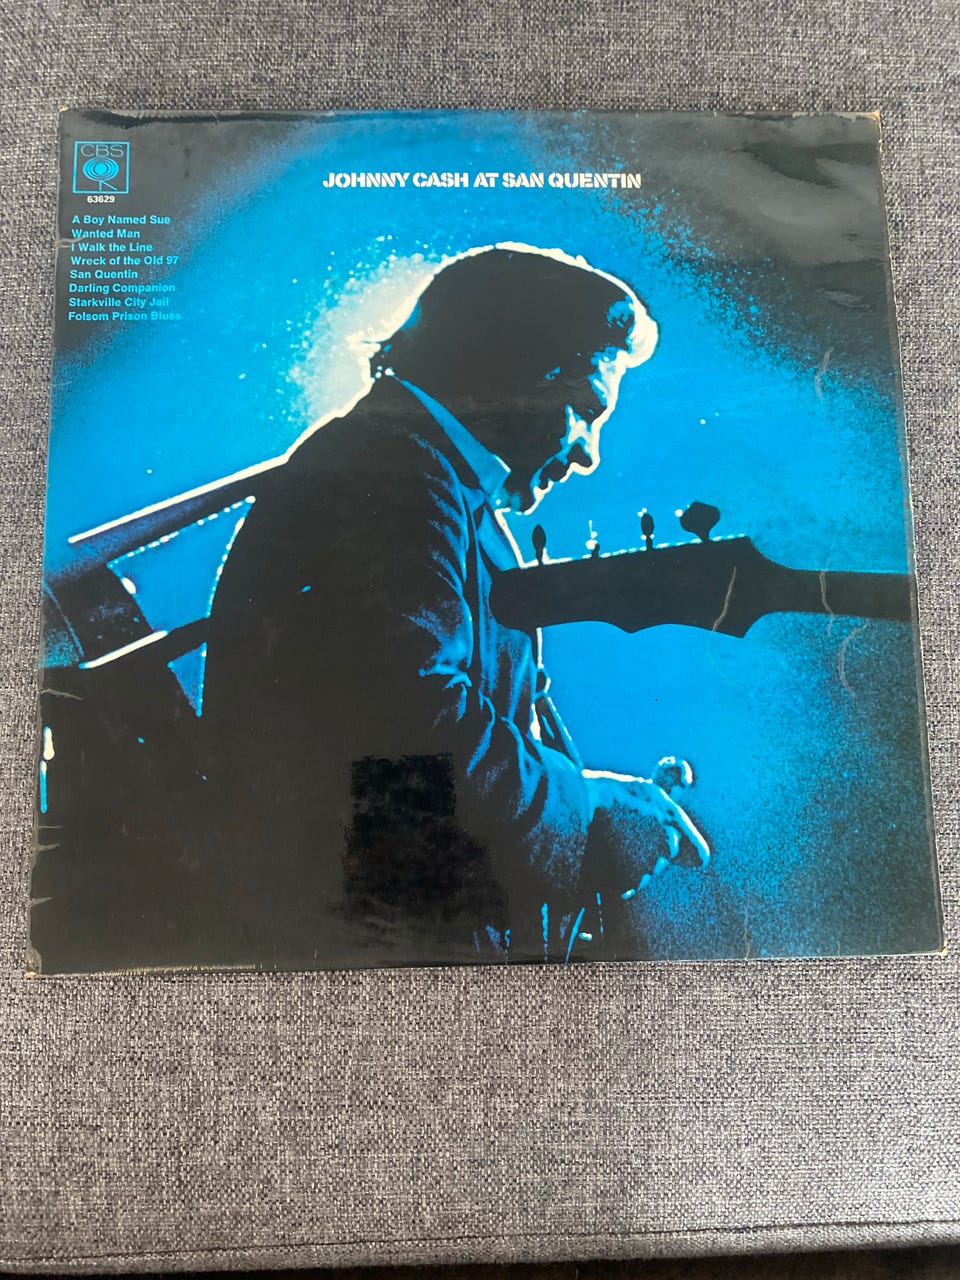 CBS
63629
JOHNNY CASH AT SAN QUENTIN
A Boy Named Sue
Wanted Man
I Walk the Line
Wreck of the Old 97
San Quentin
Darling Companion
Starkville City Jail
Folsom Prison Blues